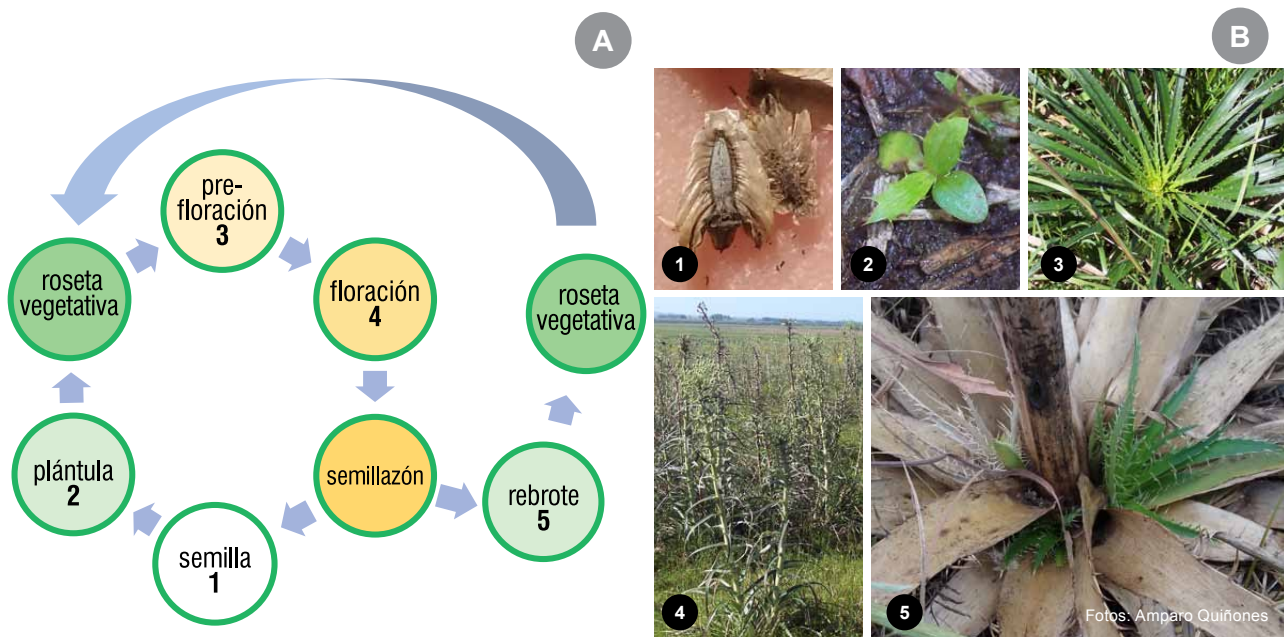 A
pre-
floración
3
roseta
vegetativa
floración
4
roseta
vegetativa
plántula
2
semillazón
rebrote
5
semilla
1
B
1
2
3
4
5
Fotos: Amparo Quiñones